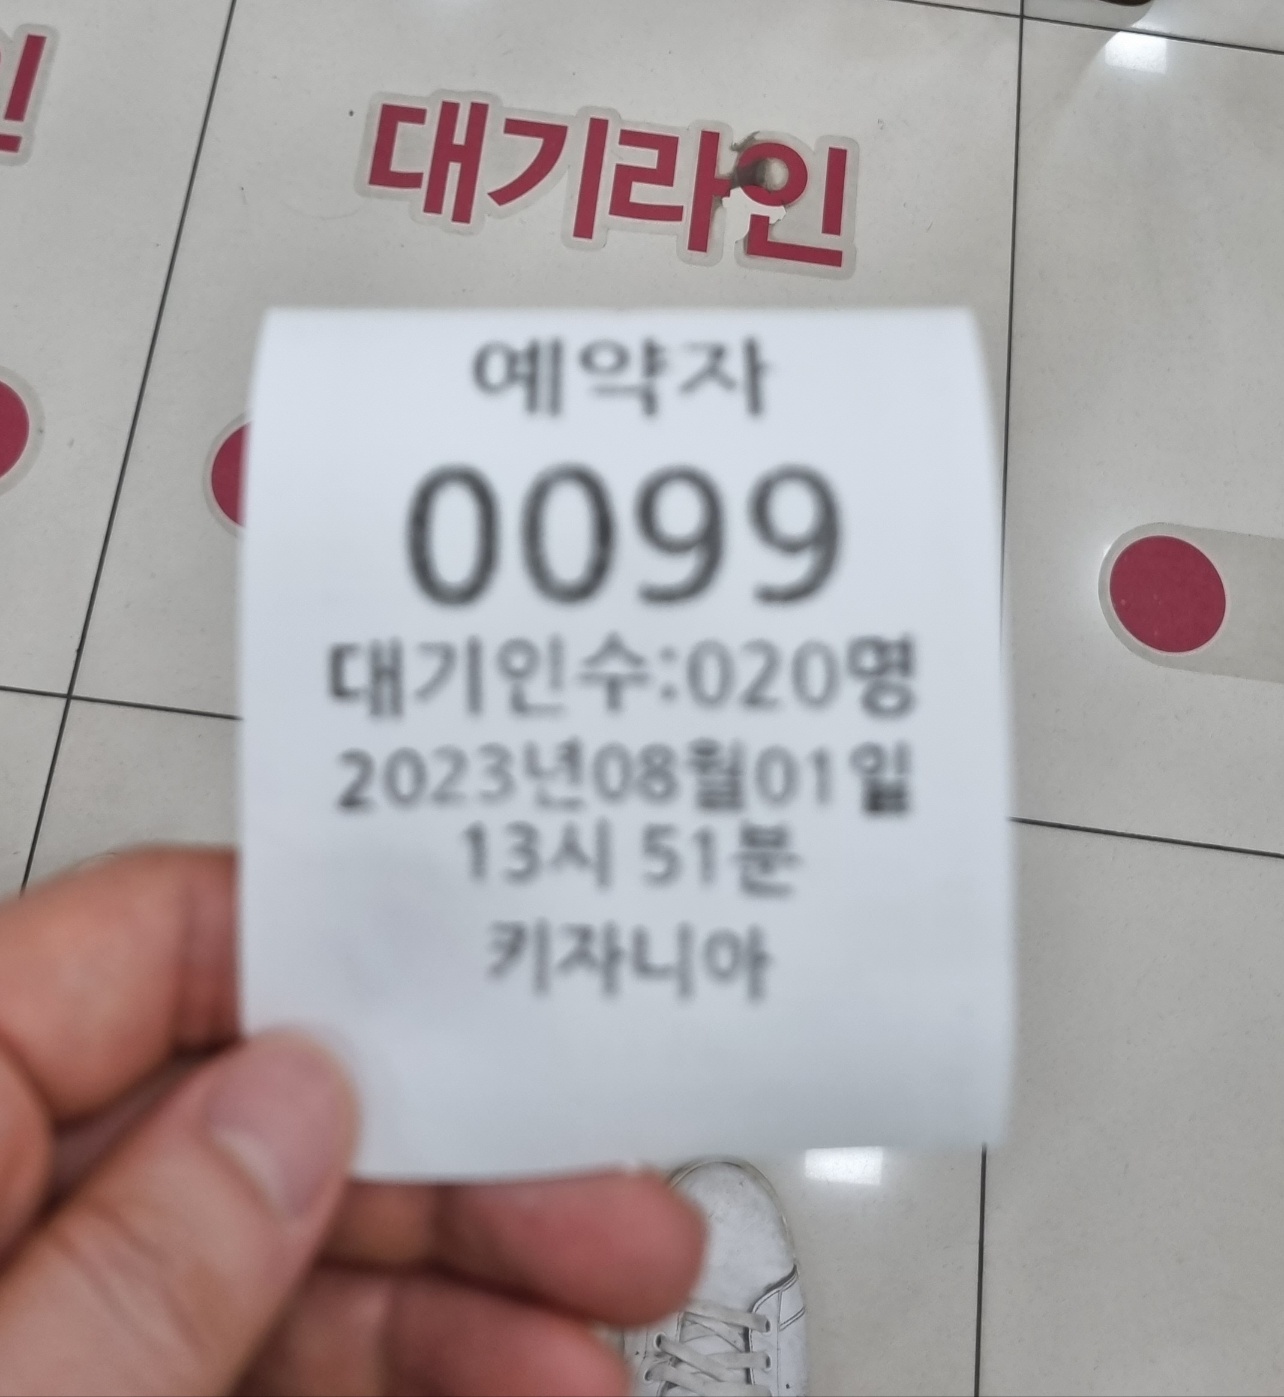 인
대기라인
예약자
0099
대기인수:020명
2023년08월01일
13시 51분
키자니아